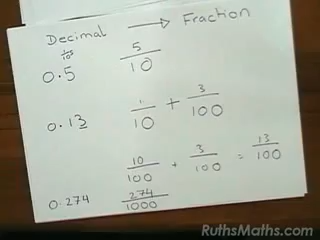 Decimal → Fraction
1/10s
0.5 5/10
0.13 1/10 + 3/100
10/100 + 3/100 = 13/100
0.274 274/1000
RuthsMaths.com